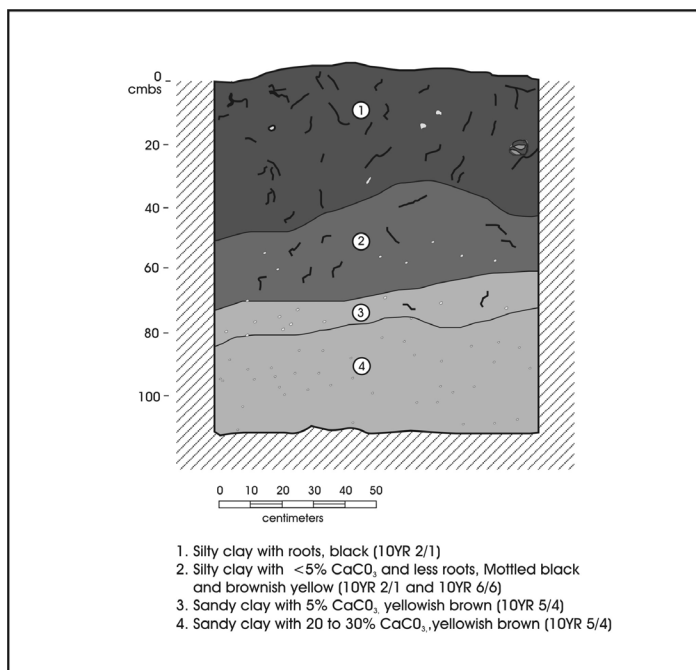 0
cmbs
20
40
60
80
100
1
2
3
4
0 10 20 30 40 50
centimeters
1. Silty clay with roots, black (10YR 2/1)
2. Silty clay with <5% CaC0₃ and less roots, Mottled black
and brownish yellow (10YR 2/1 and 10YR 6/6)
3. Sandy clay with 5% CaC0₃, yellowish brown (10YR 5/4)
4. Sandy clay with 20 to 30% CaC0₃,,yellowish brown (10YR 5/4)